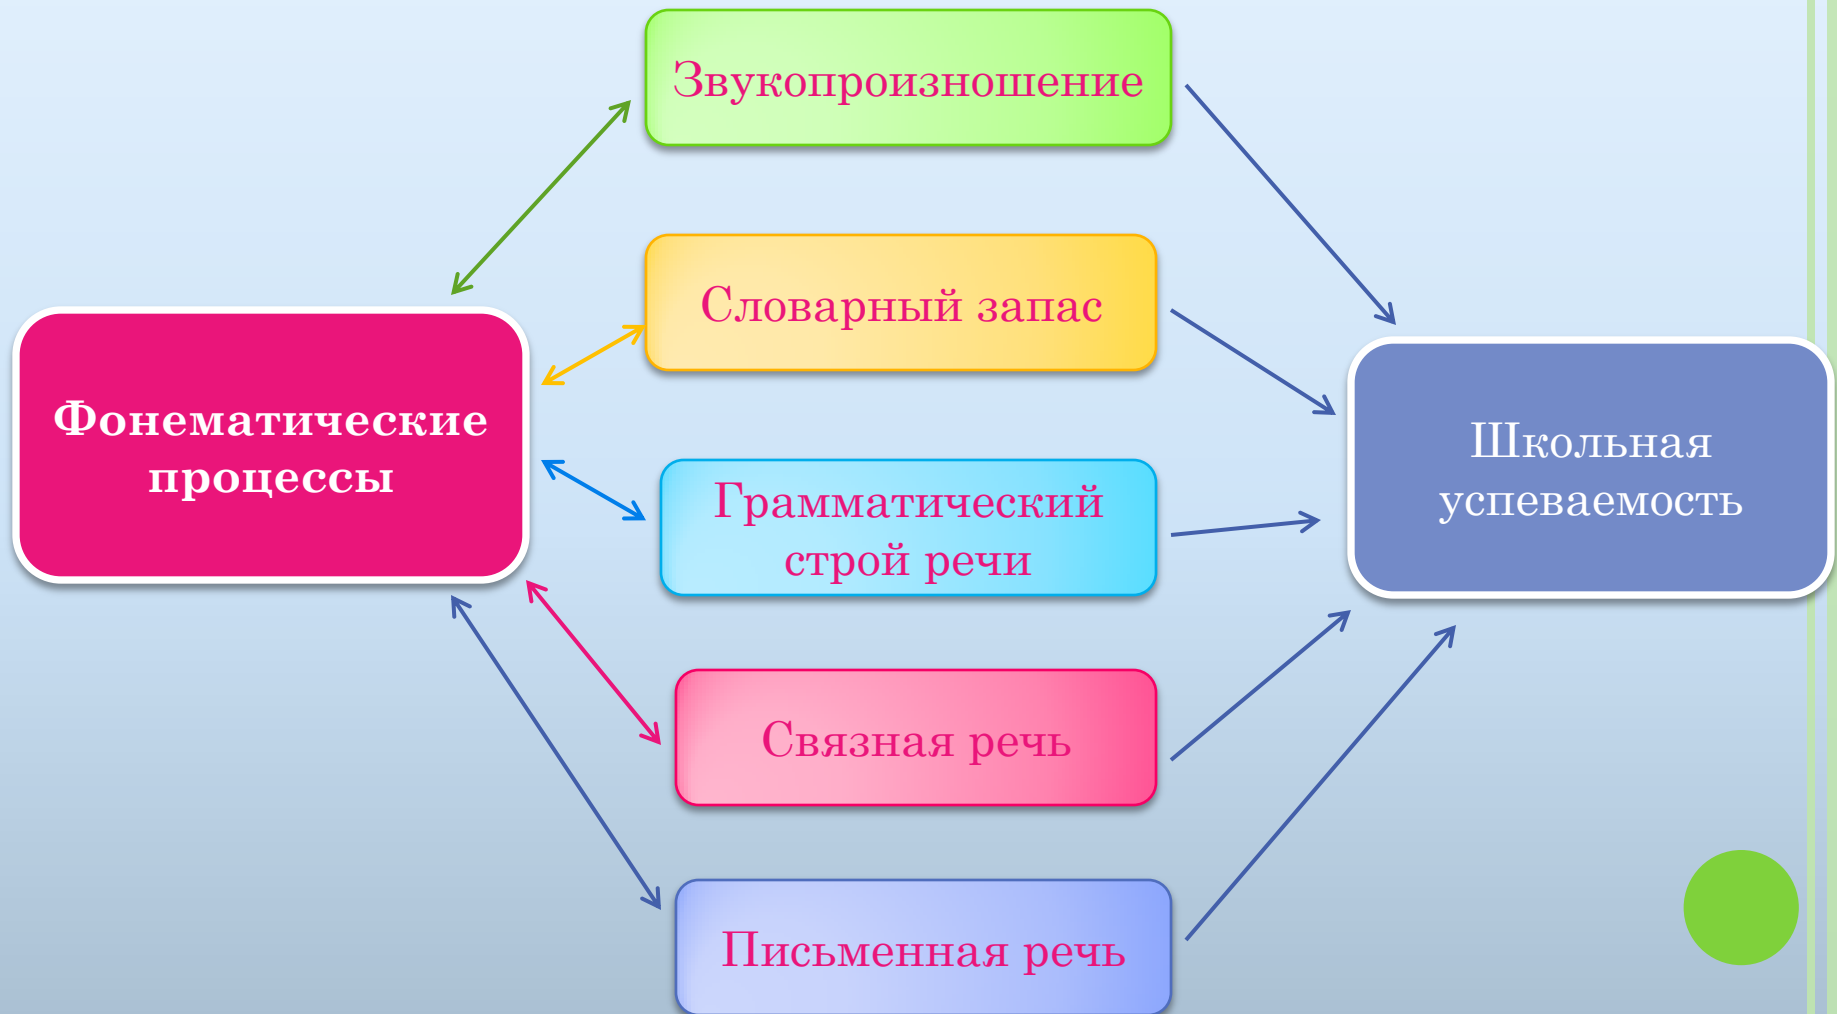 Звукопроизношение
Словарный запас
Фонематические
процессы
Грамматический
строй речи
Школьная
успеваемость
Связная речь
Письменная речь